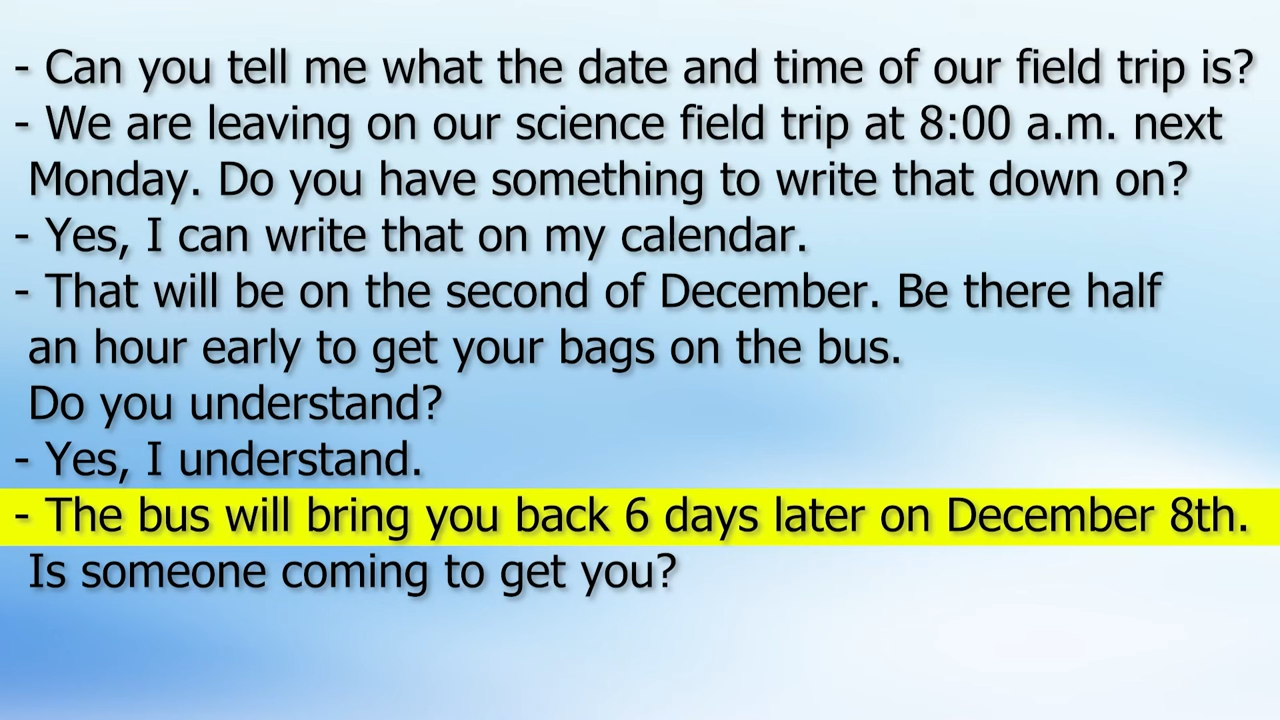 - Can you tell me what the date and time of our field trip is?
- We are leaving on our science field trip at 8:00 a.m. next
Monday. Do you have something to write that down on?
- Yes, I can write that on my calendar.
- That will be on the second of December. Be there half
an hour early to get your bags on the bus.
Do you understand?
- Yes, I understand.
- The bus will bring you back 6 days later on December 8th.
Is someone coming to get you?